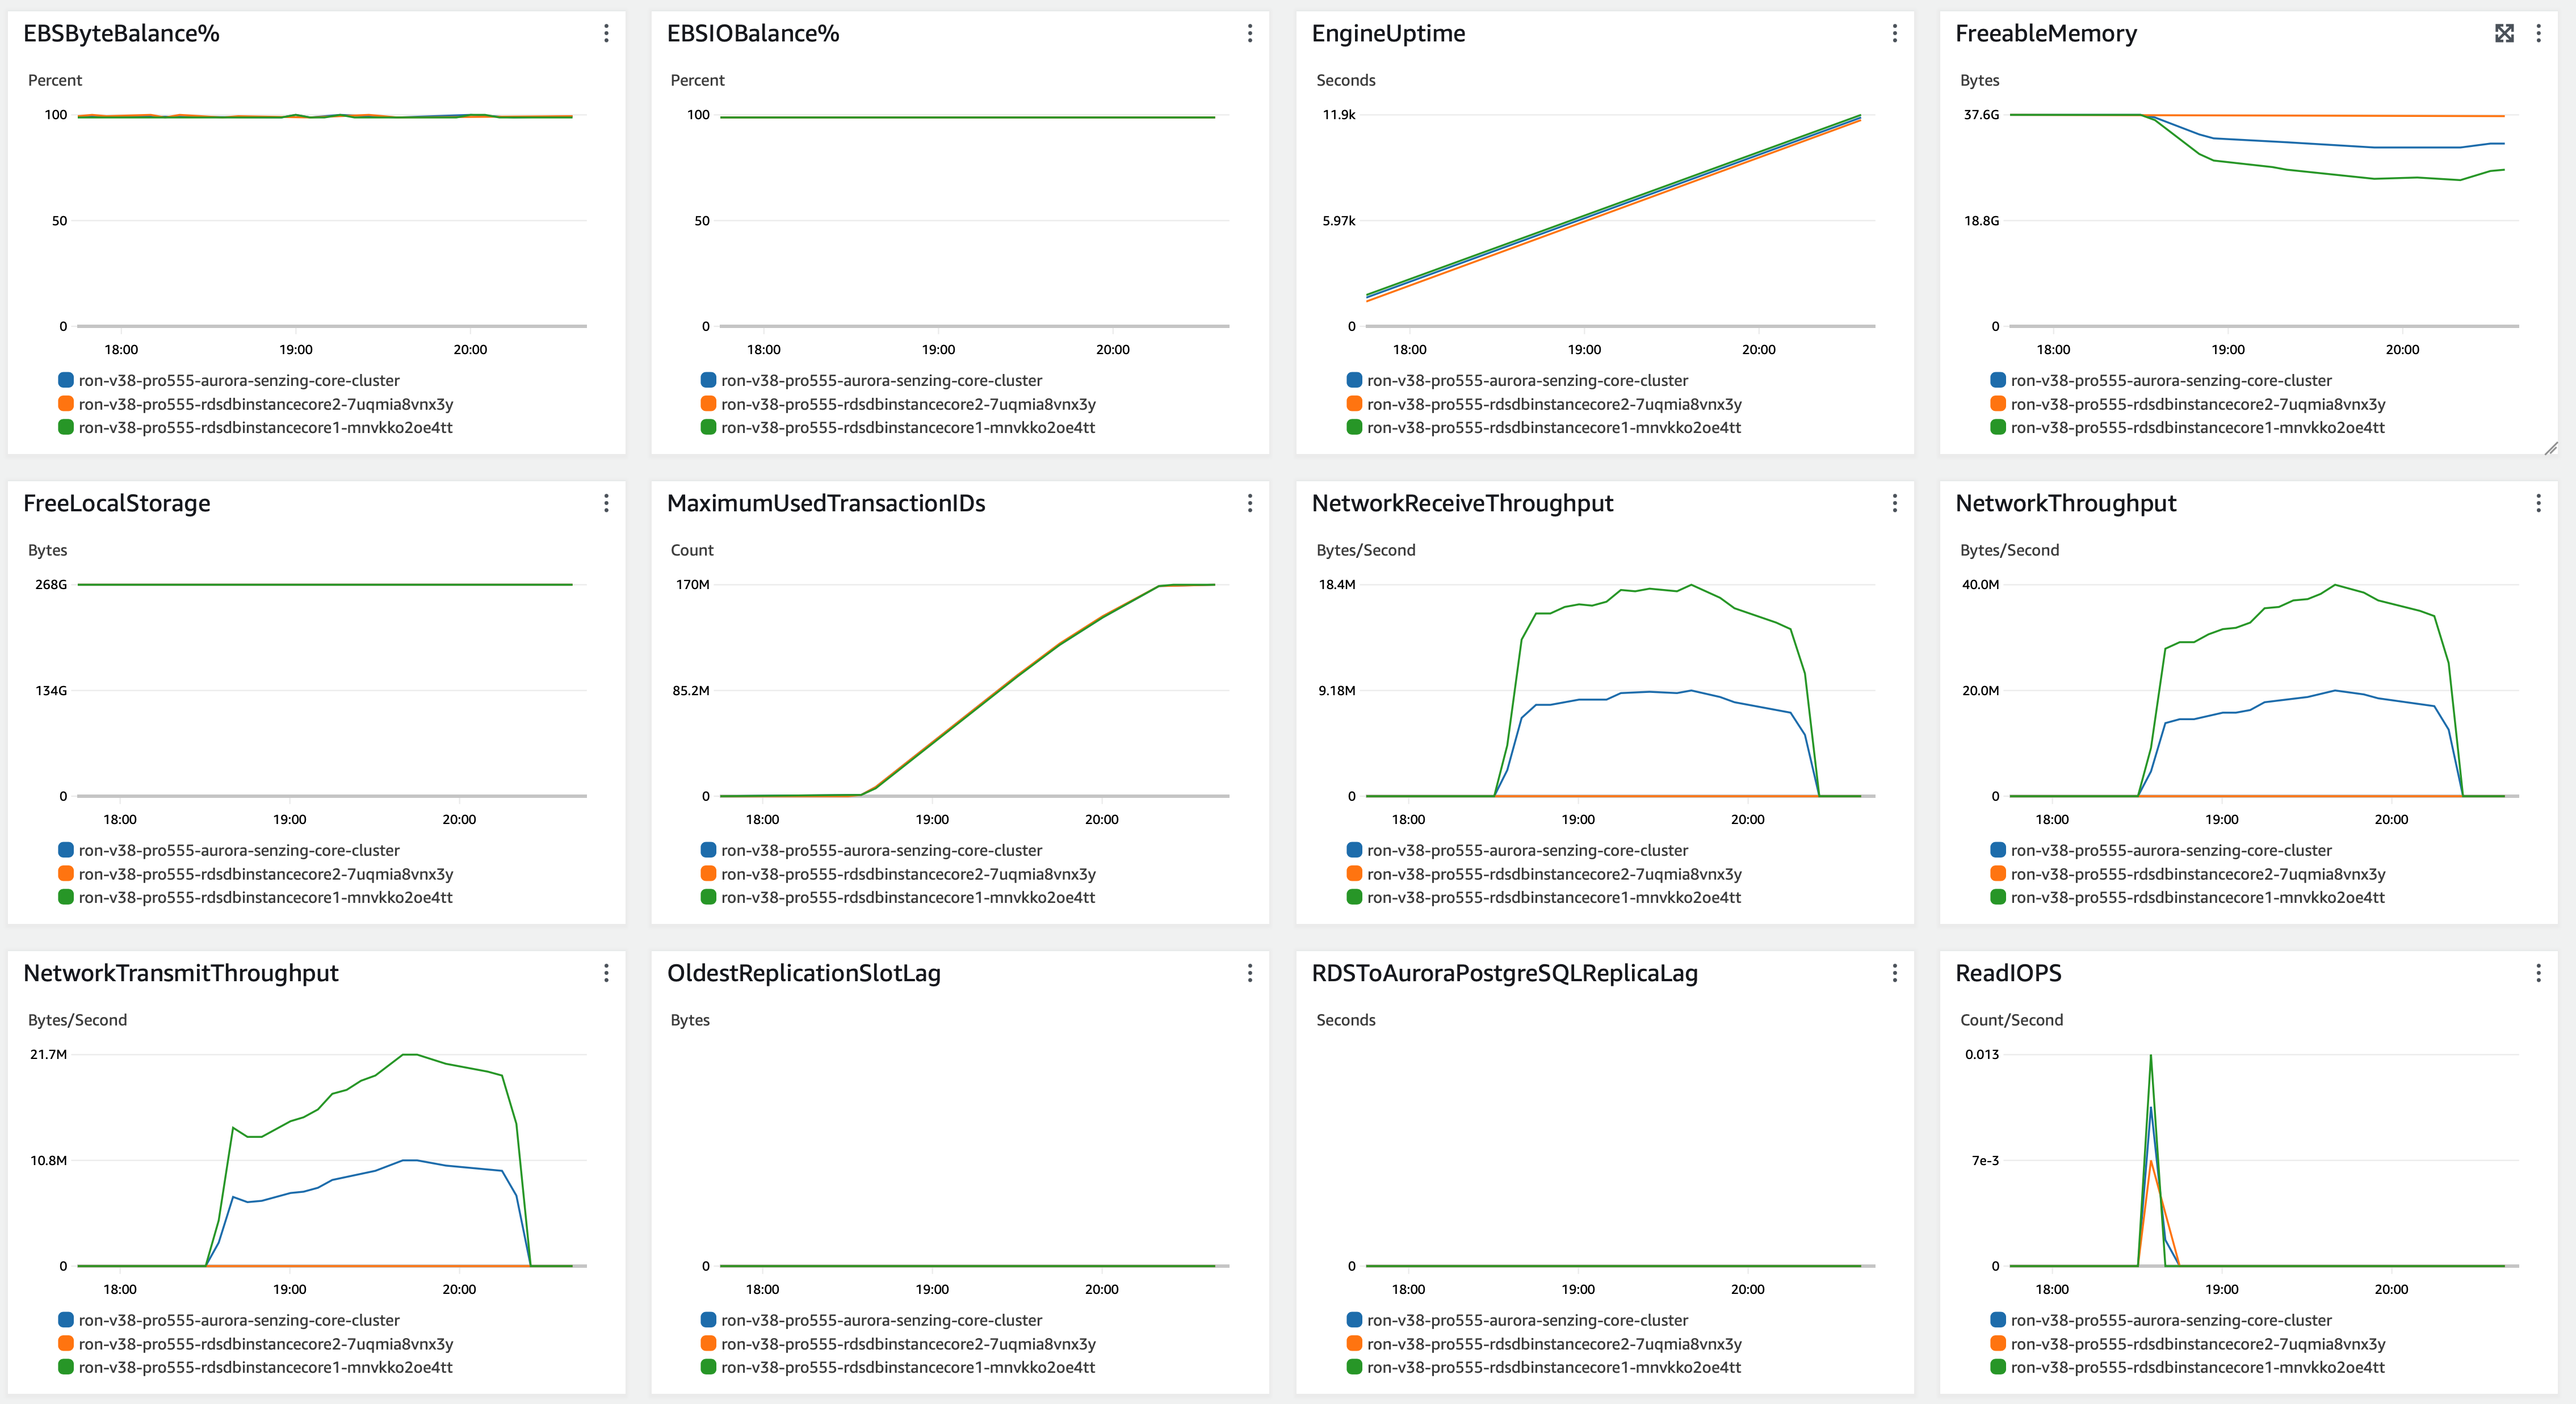 EBSByteBalance%
Percent
100
50
0
18:00 19:00 20:00
ron-v38-pro555-aurora-senzing-core-cluster
ron-v38-pro555-rdsdbinstancecore2-7uqmia8vnx3y
ron-v38-pro555-rdsdbinstancecore1-mnvkko2oe4tt
EBSIOBalance%
Percent
100
50
0
18:00 19:00 20:00
ron-v38-pro555-aurora-senzing-core-cluster
ron-v38-pro555-rdsdbinstancecore2-7uqmia8vnx3y
ron-v38-pro555-rdsdbinstancecore1-mnvkko2oe4tt
EngineUptime
Seconds
11.9k
5.97k
0
18:00 19:00 20:00
ron-v38-pro555-aurora-senzing-core-cluster
ron-v38-pro555-rdsdbinstancecore2-7uqmia8vnx3y
ron-v38-pro555-rdsdbinstancecore1-mnvkko2oe4tt
FreeableMemory
Bytes
37.6G
18.8G
0
18:00 19:00 20:00
ron-v38-pro555-aurora-senzing-core-cluster
ron-v38-pro555-rdsdbinstancecore2-7uqmia8vnx3y
ron-v38-pro555-rdsdbinstancecore1-mnvkko2oe4tt
FreeLocalStorage
Bytes
268G
134G
0
18:00 19:00 20:00
ron-v38-pro555-aurora-senzing-core-cluster
ron-v38-pro555-rdsdbinstancecore2-7uqmia8vnx3y
ron-v38-pro555-rdsdbinstancecore1-mnvkko2oe4tt
MaximumUsedTransactionIDs
Count
170M
85.2M
0
18:00 19:00 20:00
ron-v38-pro555-aurora-senzing-core-cluster
ron-v38-pro555-rdsdbinstancecore2-7uqmia8vnx3y
ron-v38-pro555-rdsdbinstancecore1-mnvkko2oe4tt
NetworkReceiveThroughput
Bytes/Second
18.4M
9.18M
0
18:00 19:00 20:00
ron-v38-pro555-aurora-senzing-core-cluster
ron-v38-pro555-rdsdbinstancecore2-7uqmia8vnx3y
ron-v38-pro555-rdsdbinstancecore1-mnvkko2oe4tt
NetworkThroughput
Bytes/Second
40.0M
20.0M
0
18:00 19:00 20:00
ron-v38-pro555-aurora-senzing-core-cluster
ron-v38-pro555-rdsdbinstancecore2-7uqmia8vnx3y
ron-v38-pro555-rdsdbinstancecore1-mnvkko2oe4tt
NetworkTransmitThroughput
Bytes/Second
21.7M
10.8M
0
18:00 19:00 20:00
ron-v38-pro555-aurora-senzing-core-cluster
ron-v38-pro555-rdsdbinstancecore2-7uqmia8vnx3y
ron-v38-pro555-rdsdbinstancecore1-mnvkko2oe4tt
OldestReplicationSlotLag
Bytes
0
18:00 19:00 20:00
ron-v38-pro555-aurora-senzing-core-cluster
ron-v38-pro555-rdsdbinstancecore2-7uqmia8vnx3y
ron-v38-pro555-rdsdbinstancecore1-mnvkko2oe4tt
RDSToAuroraPostgreSQLReplicaLag
Seconds
0
18:00 19:00 20:00
ron-v38-pro555-aurora-senzing-core-cluster
ron-v38-pro555-rdsdbinstancecore2-7uqmia8vnx3y
ron-v38-pro555-rdsdbinstancecore1-mnvkko2oe4tt
ReadIOPS
Count/Second
0.013
7e-3
0
18:00 19:00 20:00
ron-v38-pro555-aurora-senzing-core-cluster
ron-v38-pro555-rdsdbinstancecore2-7uqmia8vnx3y
ron-v38-pro555-rdsdbinstancecore1-mnvkko2oe4tt